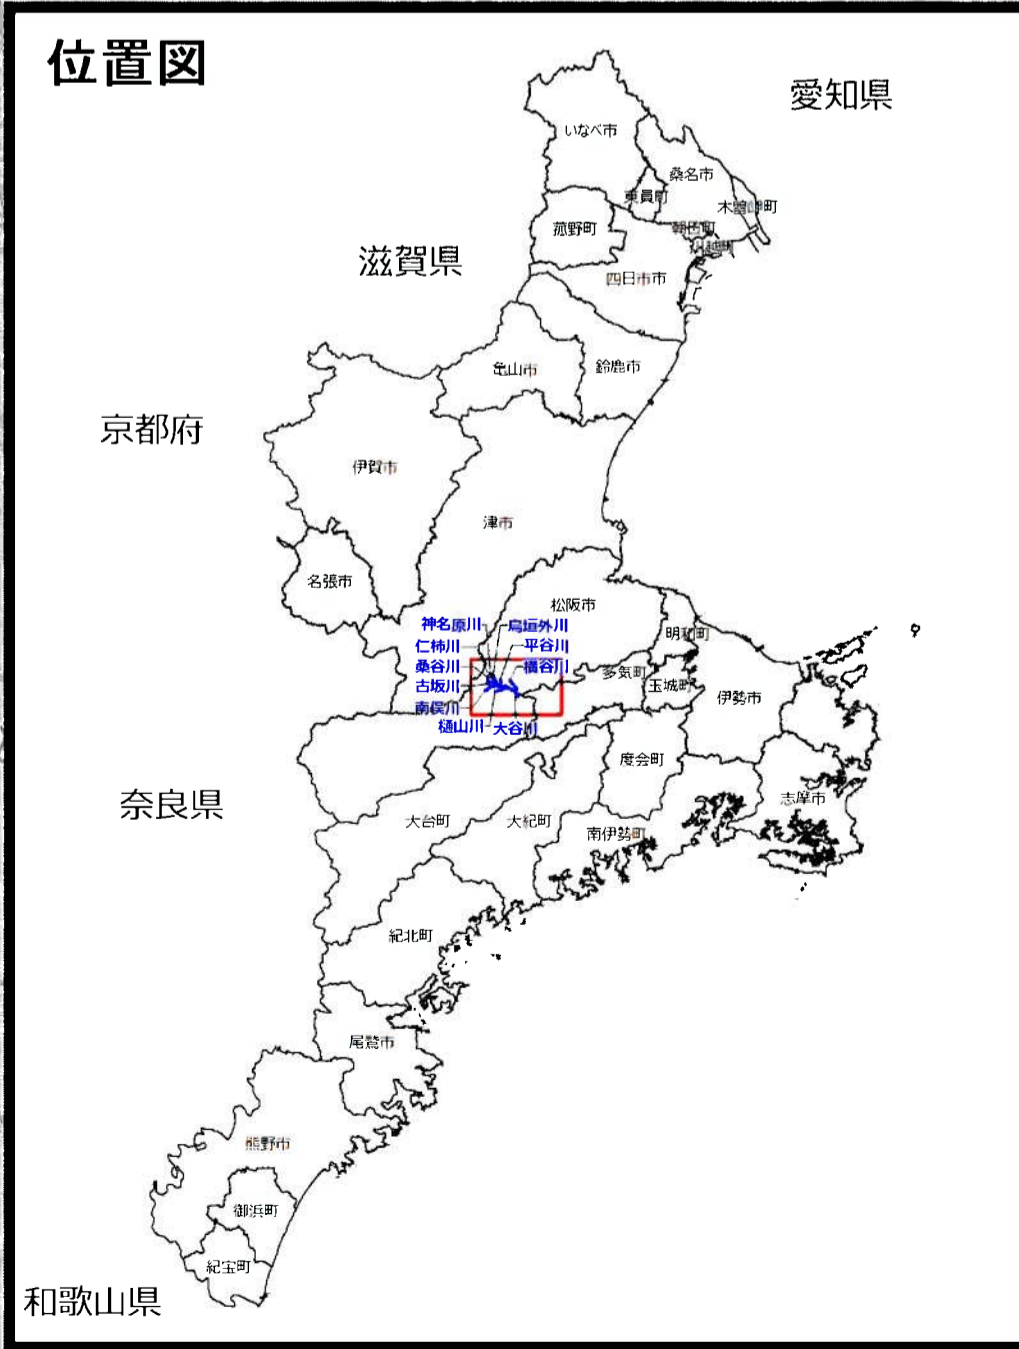 位置図
愛知県
いなべ市
桑名市
東員町
木曽岬町
菰野町
朝日町
川越町
滋賀県
四日市市
亀山市
鈴鹿市
京都府
伊賀市
津市
名張市
松阪市
神名原川
烏垣外川
明和町
仁柿川
平谷川
桑谷川
横谷川
多気町
古坂川
玉城町
伊勢市
南俣川
樋山川
大谷川
度会町
奈良県
志摩市
大台町
大紀町
南伊勢町
紀北町
尾鷲市
熊野市
御浜町
紀宝町
和歌山県